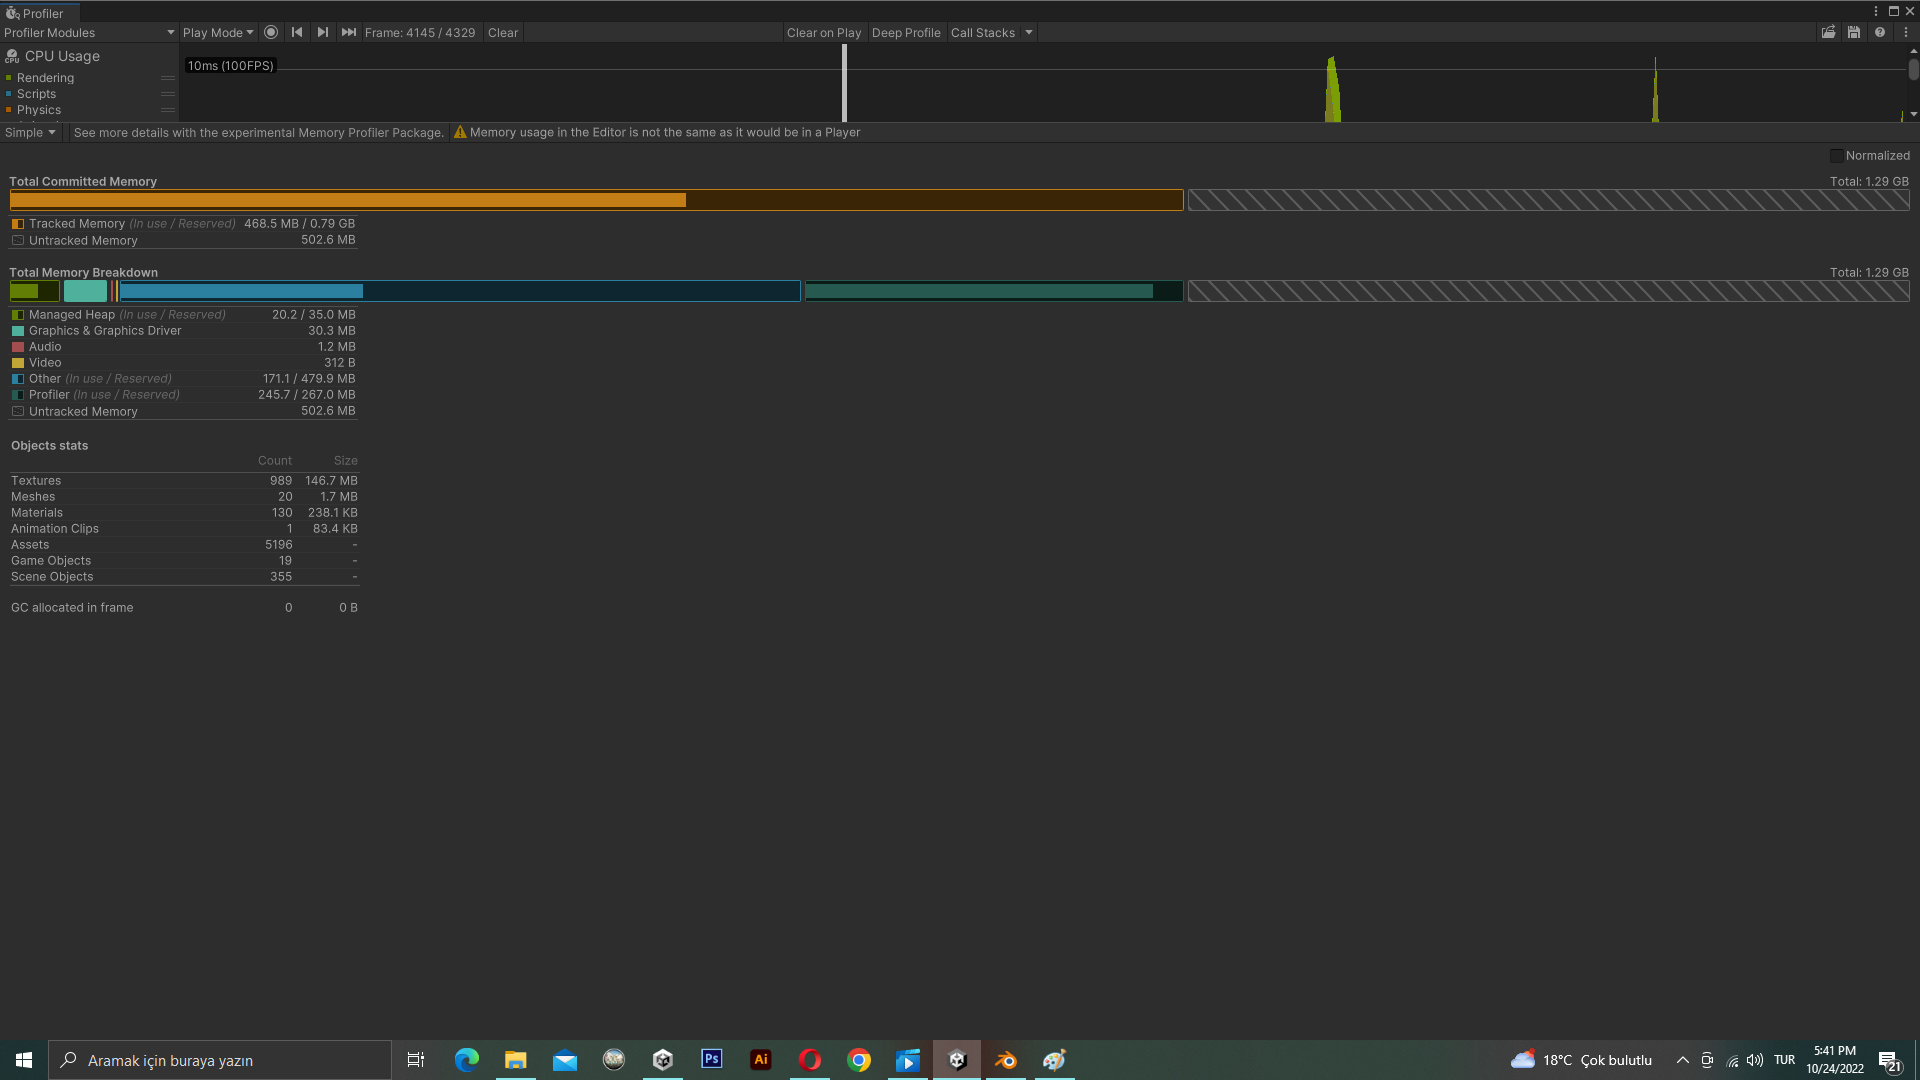 Profiler
Profiler Modules Play Mode Frame: 4145 / 4329 Clear Clear on Play Deep Profile Call Stacks
CPU Usage
10ms (100FPS)
Rendering
Scripts
Physics
Simple See more details with the experimental Memory Profiler Package. Memory usage in the Editor is not the same as it would be in a Player
Normalized
Total Committed Memory Total: 1.29 GB
Tracked Memory (In use / Reserved) 468.5 MB / 0.79 GB
Untracked Memory 502.6 MB
Total Memory Breakdown Total: 1.29 GB
Managed Heap (In use / Reserved) 20.2 / 35.0 MB
Graphics & Graphics Driver 30.3 MB
Audio 1.2 MB
Video 312 B
Other (In use / Reserved) 171.1 / 479.9 MB
Profiler (In use / Reserved) 245.7 / 267.0 MB
Untracked Memory 502.6 MB
Objects stats
Count Size
Textures 989 146.7 MB
Meshes 20 1.7 MB
Materials 130 238.1 KB
Animation Clips 1 83.4 KB
Assets 5196 -
Game Objects 19 -
Scene Objects 355 -
GC allocated in frame 0 0 B
Aramak için buraya yazın Ps Ai 18°C Çok bulutlu TUR 5:41 PM
10/24/2022 21